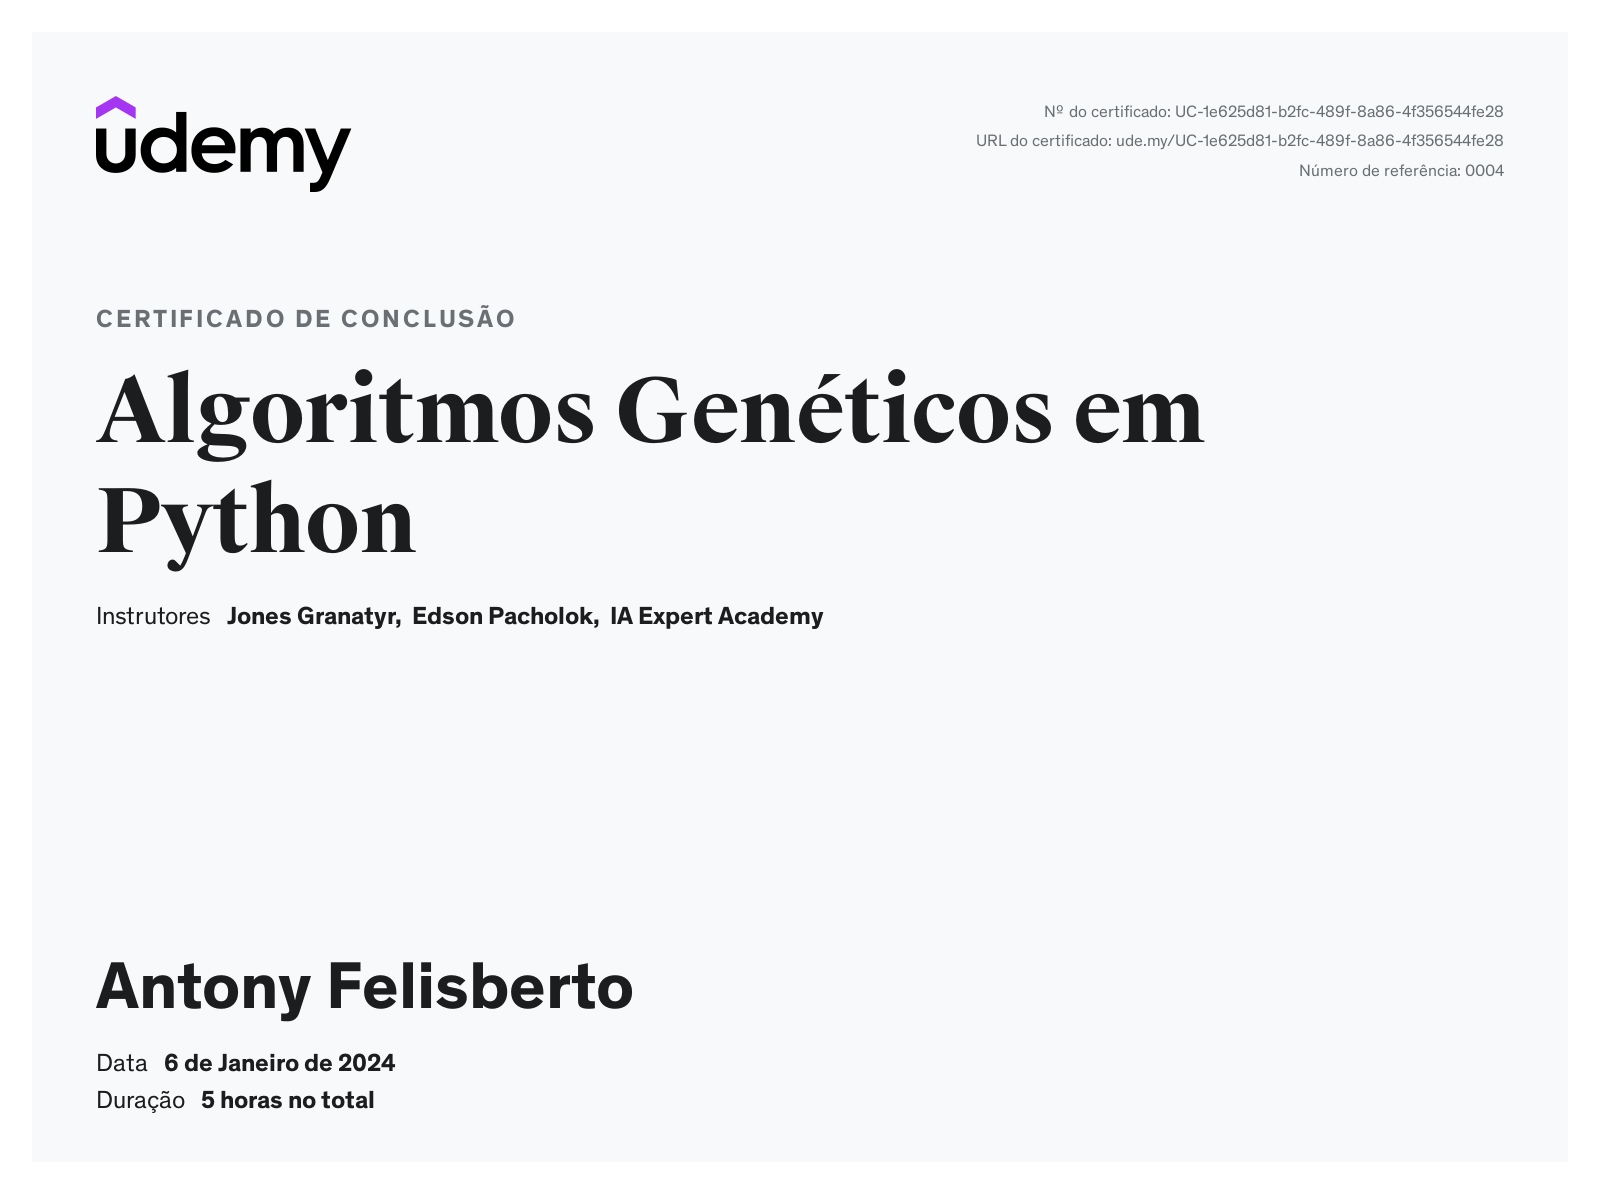 udemy
Nº do certificado: UC-1e625d81-b2fc-489f-8a86-4f356544fe28
URL do certificado: ude.my/UC-1e625d81-b2fc-489f-8a86-4f356544fe28
Número de referência: 0004
CERTIFICADO DE CONCLUSÃO
Algoritmos Genéticos em
Python
Instrutores Jones Granatyr, Edson Pacholok, IA Expert Academy
Antony Felisberto
Data 6 de Janeiro de 2024
Duração 5 horas no total